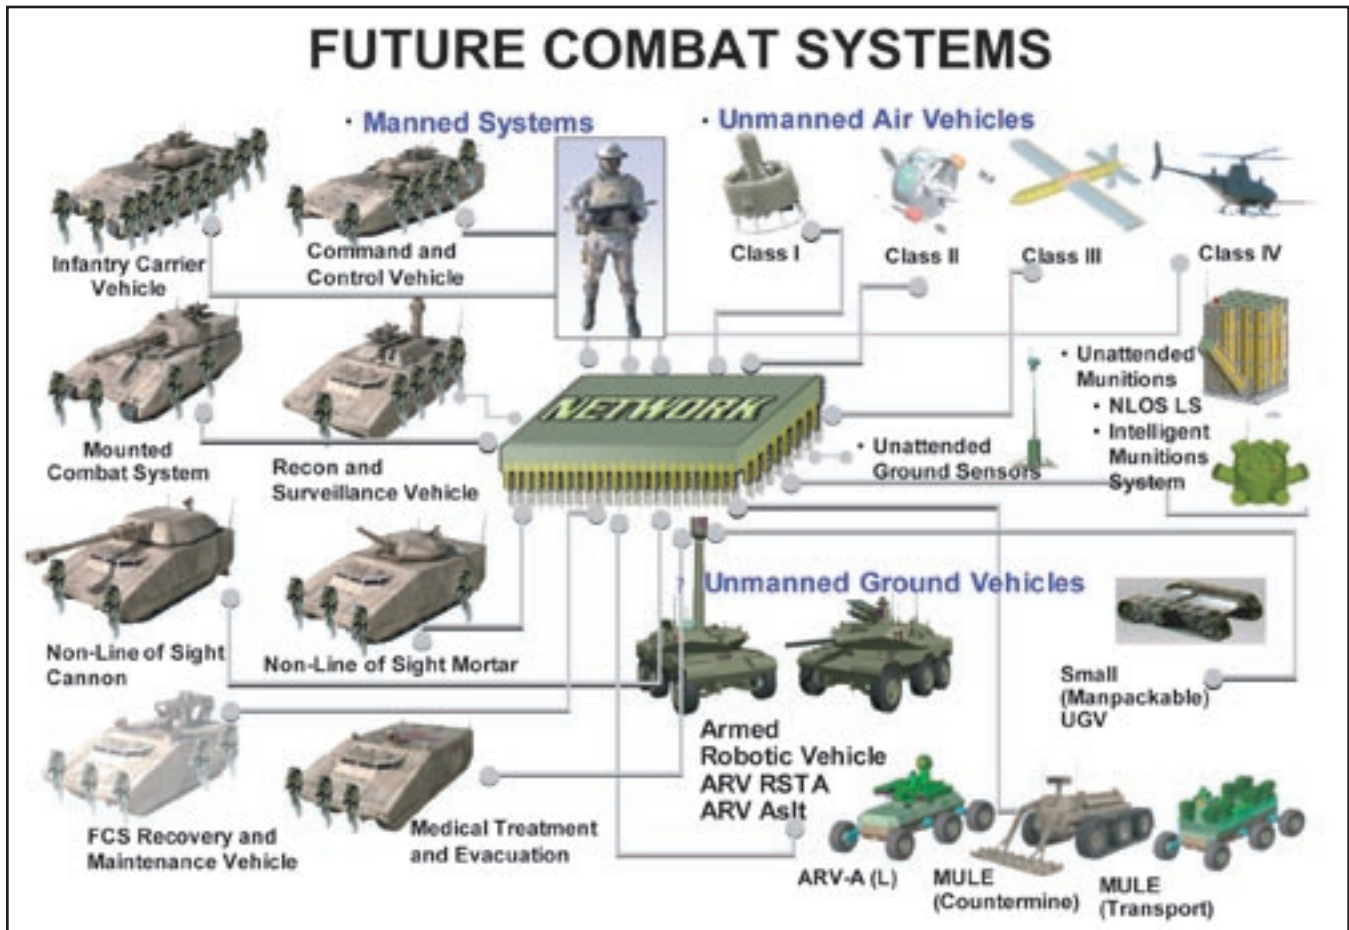 FUTURE COMBAT SYSTEMS
· Manned Systems
· Unmanned Air Vehicles
Infantry Carrier
Vehicle
Command and
Control Vehicle
Class I
Class II
Class III
Class IV
Mounted
Combat System
Recon and
Surveillance Vehicle
NETWORK
• Unattended
Munitions
• NLOS LS
• Intelligent
Munitions
System
• Unattended
Ground Sensors
Non-Line of Sight
Cannon
Non-Line of Sight Mortar
? Unmanned Ground Vehicles
Small
(Manpackable)
UGV
Armed
Robotic Vehicle
ARV RSTA
ARV Aslt
FCS Recovery and
Maintenance Vehicle
Medical Treatment
and Evacuation
ARV-A (L)
MULE
(Countermine)
MULE
(Transport)